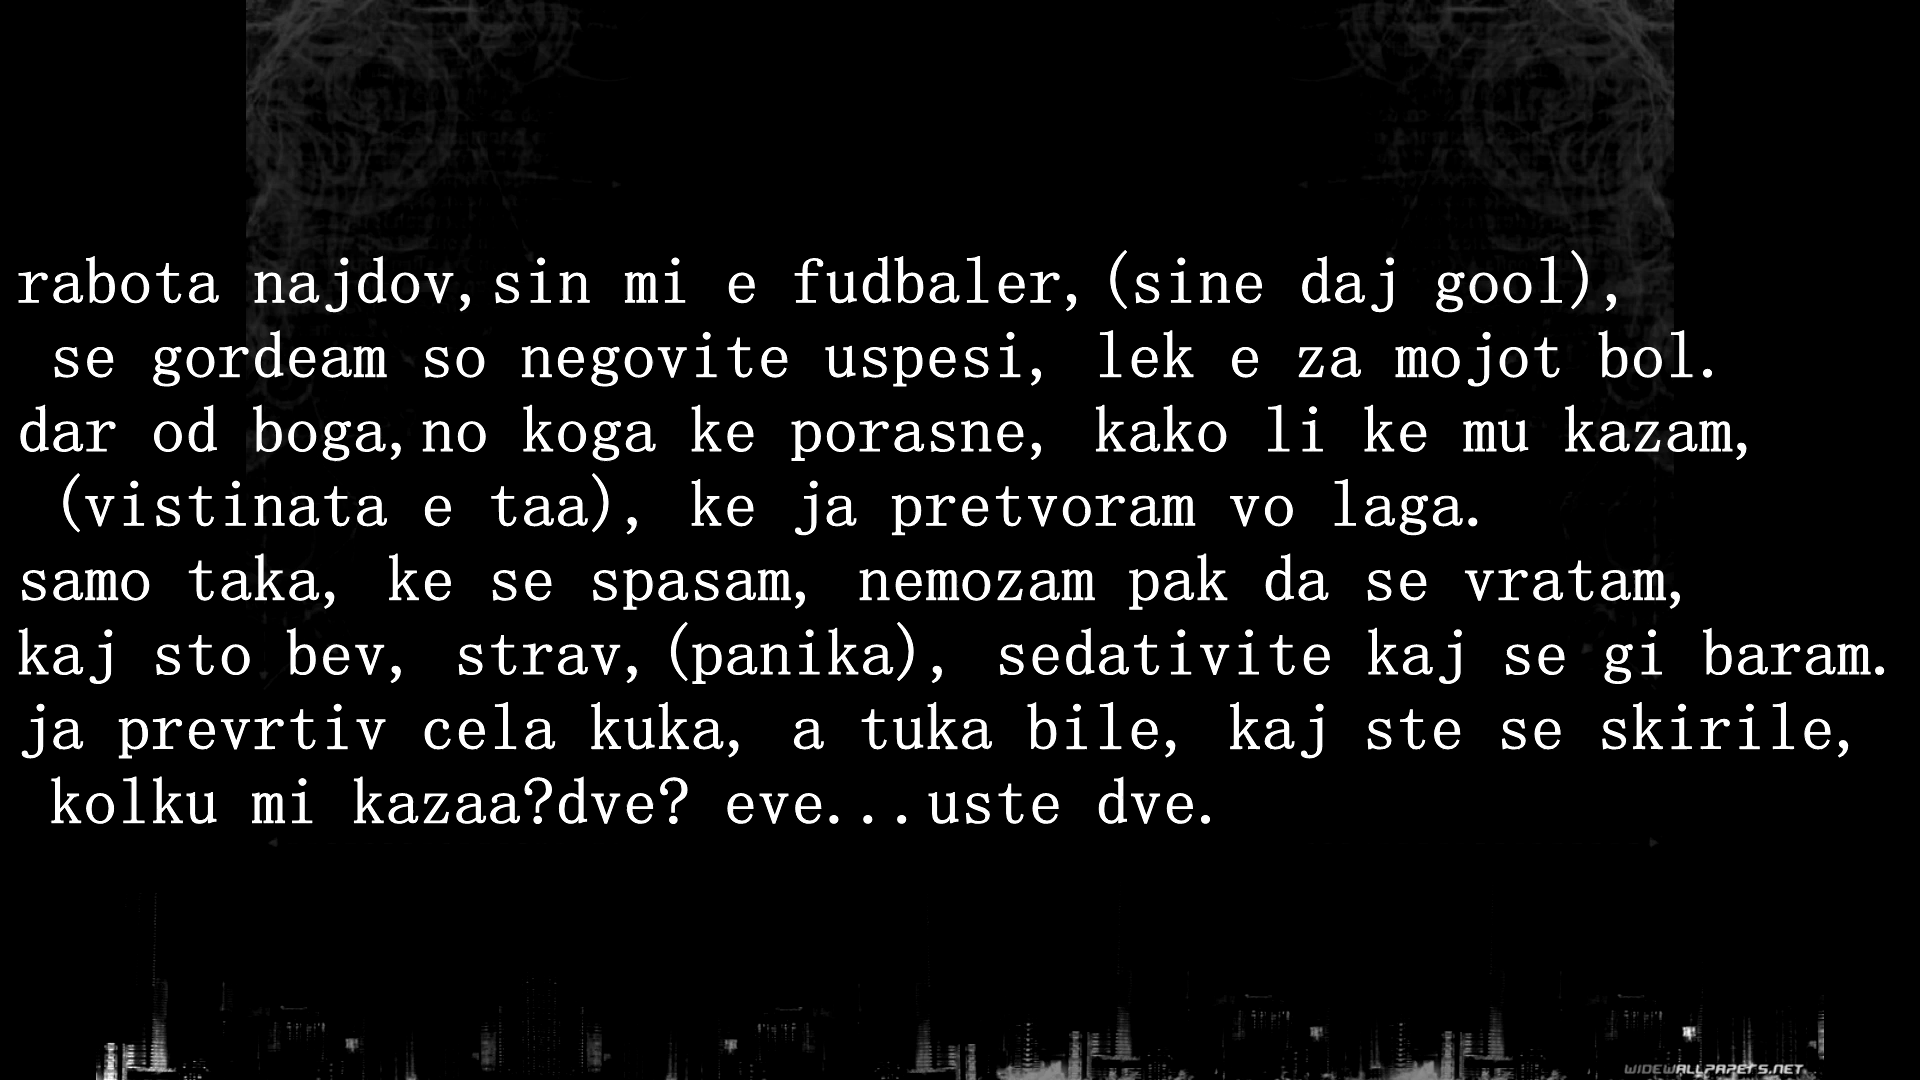 rabota najdov,sin mi e fudbaler,(sine daj gool),
se gordeam so negovite uspesi, lek e za mojot bol.
dar od boga,no koga ke porasne, kako li ke mu kazam,
(vistinata e taa), ke ja pretvoram vo laga.
samo taka, ke se spasam, nemozam pak da se vratam,
kaj sto bev, strav,(panika), sedativite kaj se gi baram.
ja prevrtiv cela kuka, a tuka bile, kaj ste se skirile,
kolku mi kazaa?dve? eve...uste dve.
WIDEWALLPAPERS.NET